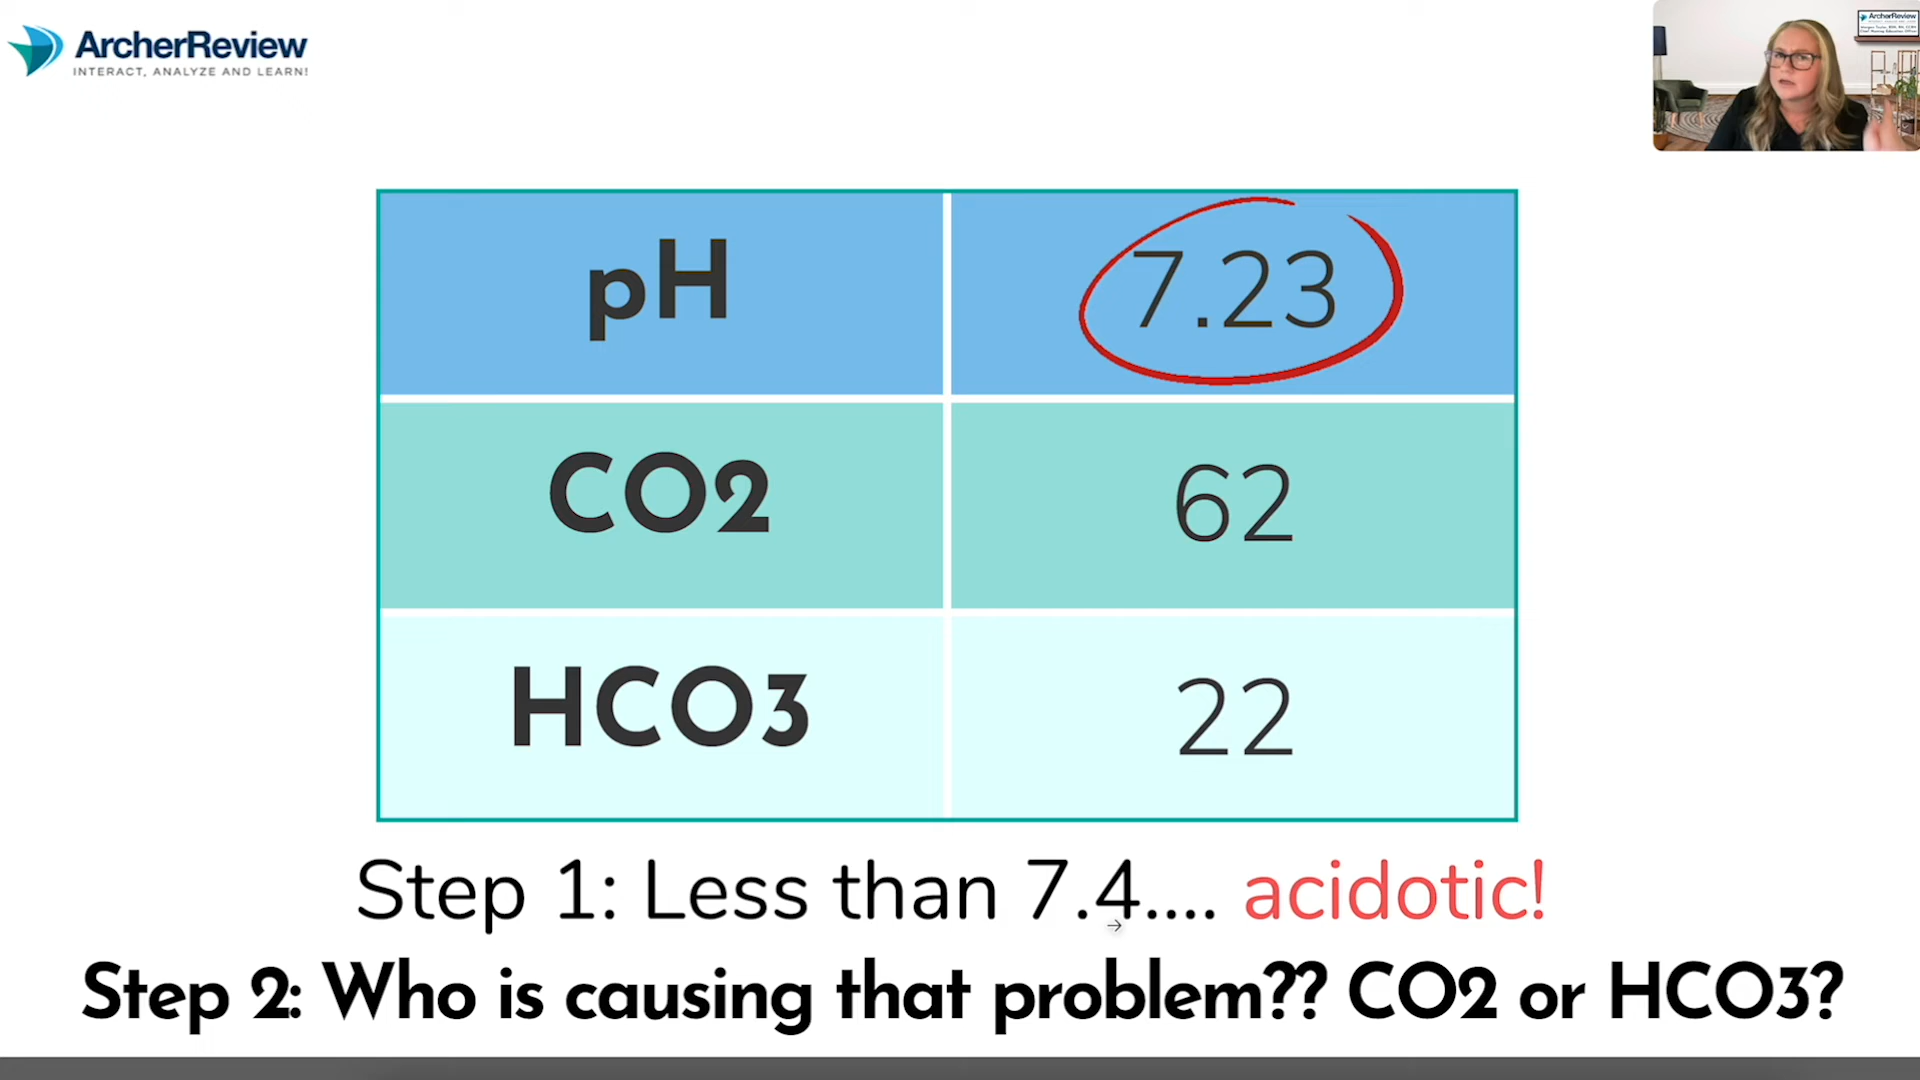 ArcherReview
INTERACT, ANALYZE AND LEARN!
ArcherReview
pH 7.23
CO2 62
HCO3 22
Step 1: Less than 7.4.... acidotic!
Step 2: Who is causing that problem?? CO2 or HCO3?